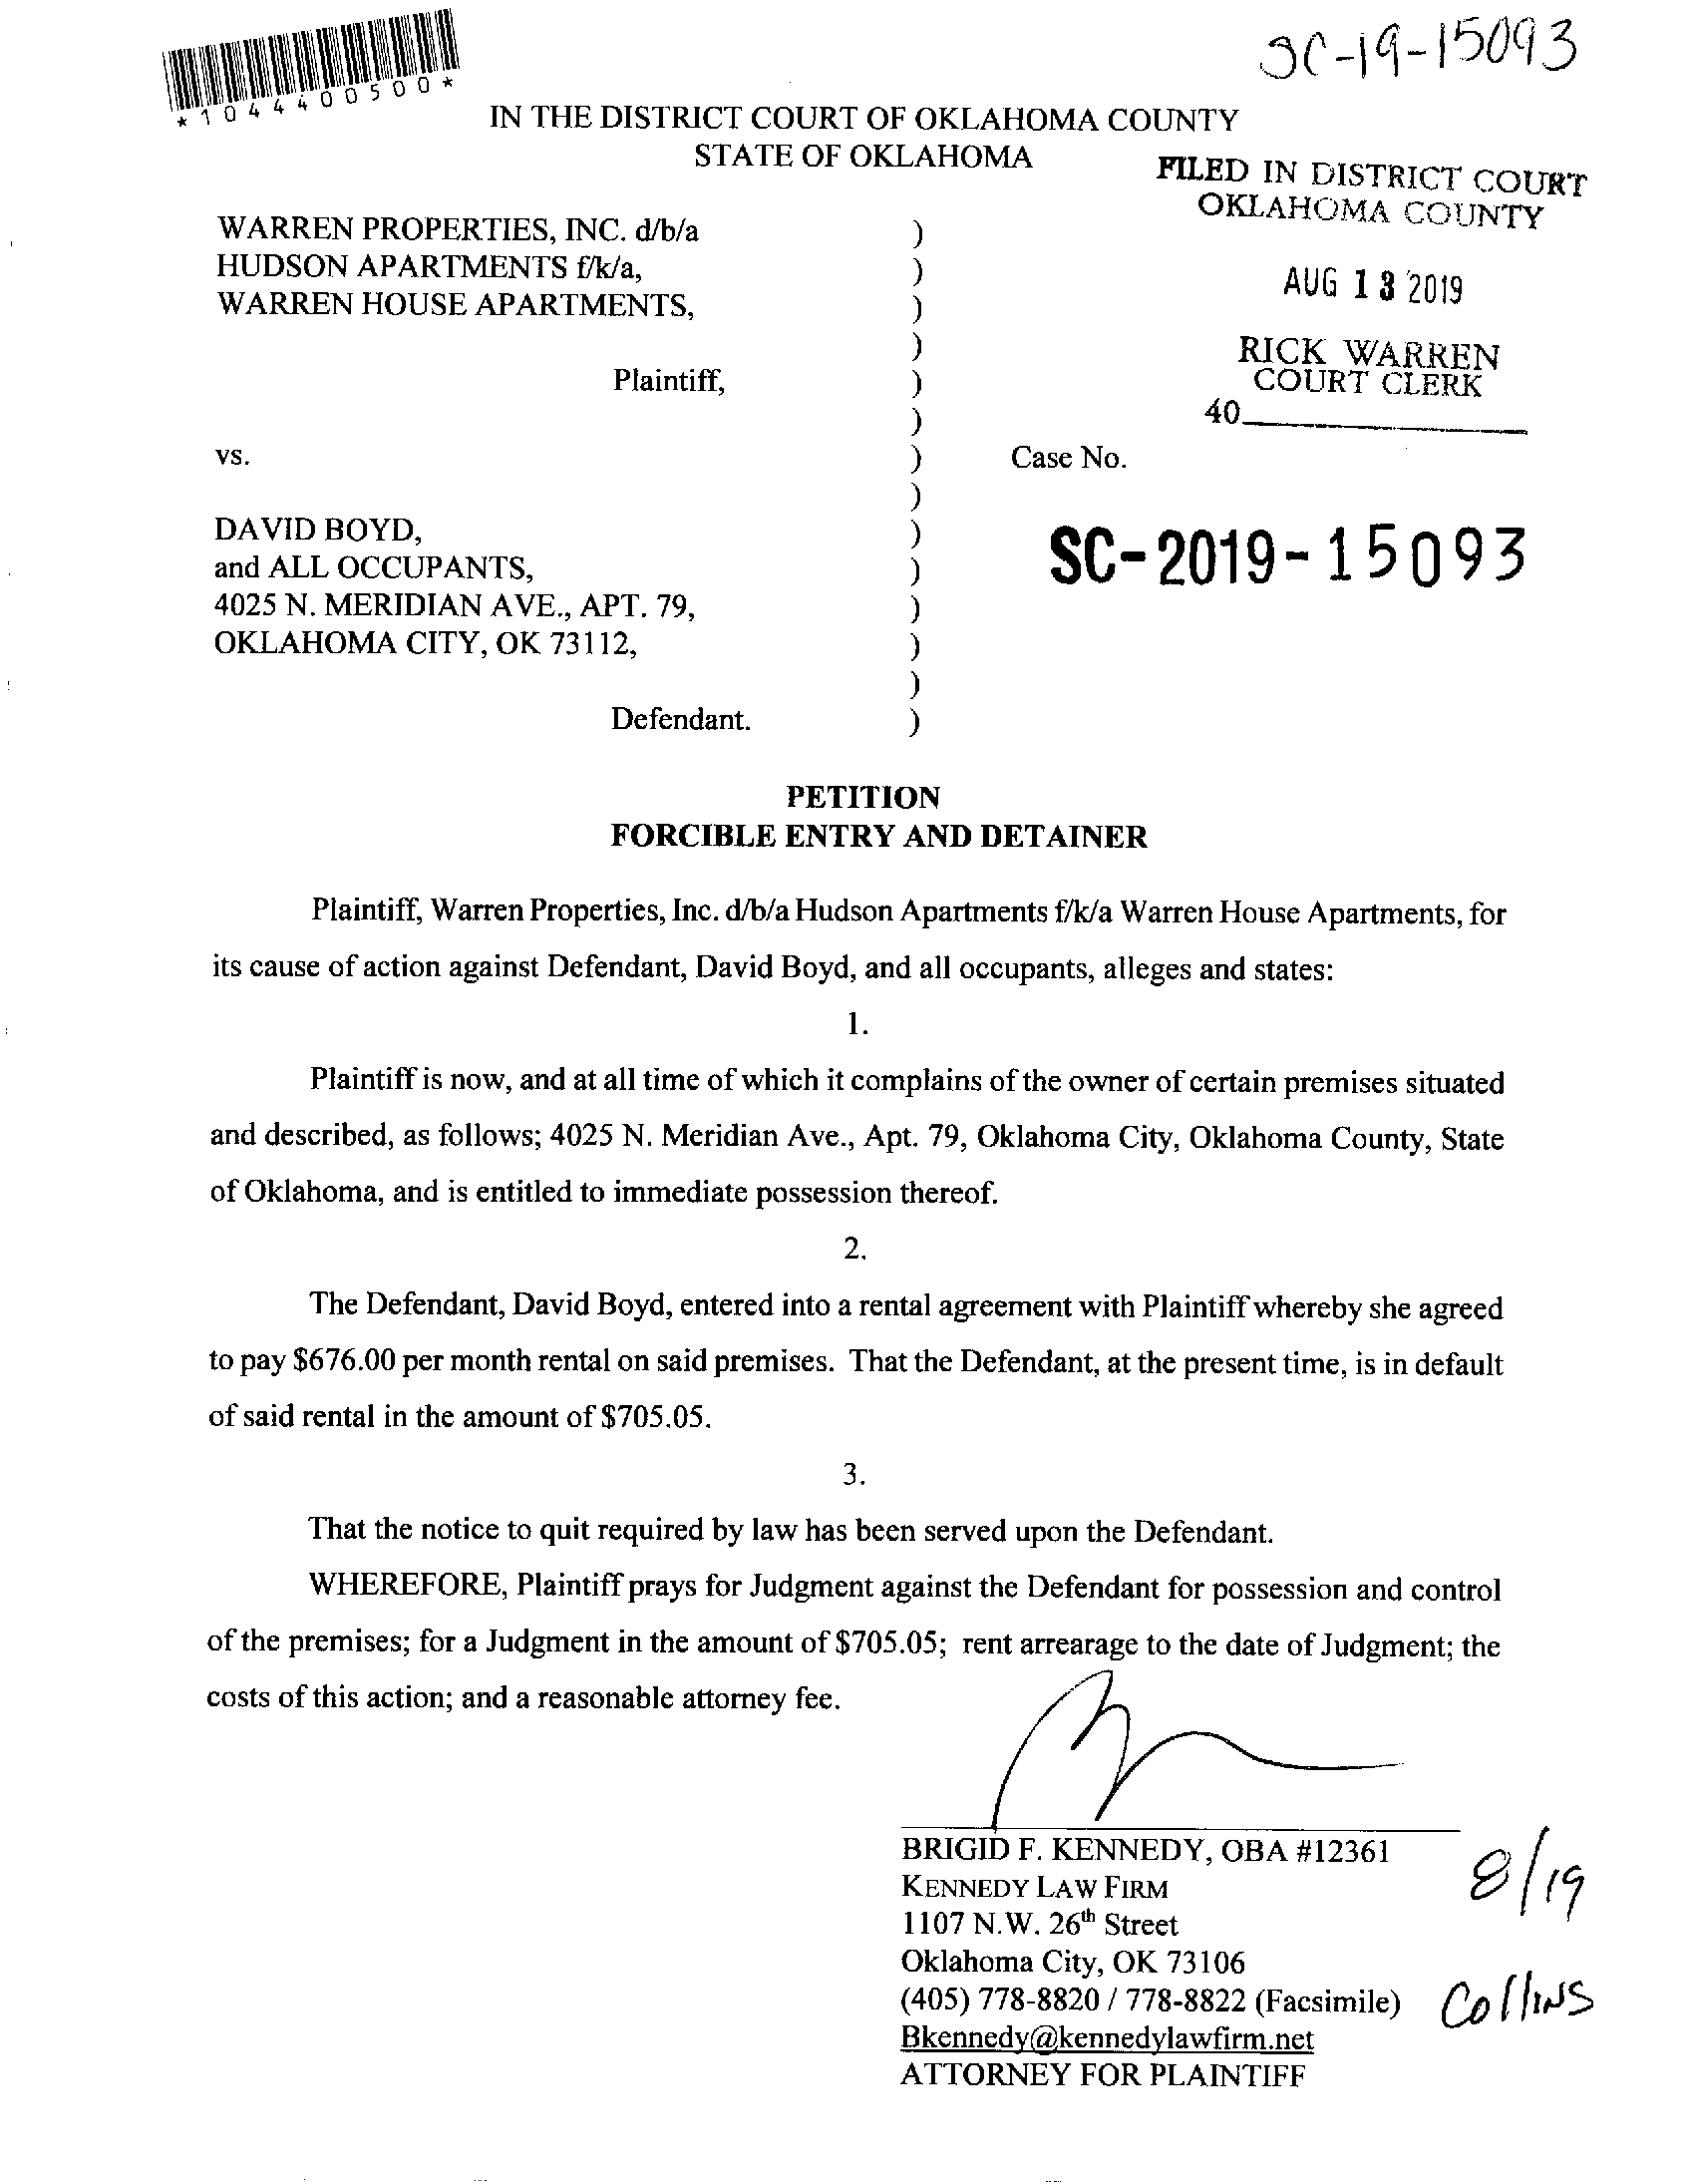 SC-19-15093
*1044400500*
IN THE DISTRICT COURT OF OKLAHOMA COUNTY
STATE OF OKLAHOMA
FILED IN DISTRICT COURT
OKLAHOMA COUNTY
WARREN PROPERTIES, INC. d/b/a )
HUDSON APARTMENTS f/k/a, )
WARREN HOUSE APARTMENTS, )
AUG 13 2019
)
RICK WARREN
COURT CLERK
Plaintiff, )
)
40
vs. ) Case No.
)
DAVID BOYD, )
and ALL OCCUPANTS, )
SC-2019-15093
4025 N. MERIDIAN AVE., APT. 79, )
OKLAHOMA CITY, OK 73112, )
)
Defendant. )
PETITION
FORCIBLE ENTRY AND DETAINER
Plaintiff, Warren Properties, Inc. d/b/a Hudson Apartments f/k/a Warren House Apartments, for
its cause of action against Defendant, David Boyd, and all occupants, alleges and states:
1.
Plaintiff is now, and at all time of which it complains of the owner of certain premises situated
and described, as follows; 4025 N. Meridian Ave., Apt. 79, Oklahoma City, Oklahoma County, State
of Oklahoma, and is entitled to immediate possession thereof.
2.
The Defendant, David Boyd, entered into a rental agreement with Plaintiff whereby she agreed
to pay $676.00 per month rental on said premises. That the Defendant, at the present time, is in default
of said rental in the amount of $705.05.
3.
That the notice to quit required by law has been served upon the Defendant.
WHEREFORE, Plaintiff prays for Judgment against the Defendant for possession and control
of the premises; for a Judgment in the amount of $705.05; rent arrearage to the date of Judgment; the
costs of this action; and a reasonable attorney fee.
BRIGID F. KENNEDY, OBA #12361
KENNEDY LAW FIRM
8/19
1107 N.W. 26th Street
Oklahoma City, OK 73106
(405) 778-8820 / 778-8822 (Facsimile)
Collins
Bkennedy@kennedylawfirm.net
ATTORNEY FOR PLAINTIFF